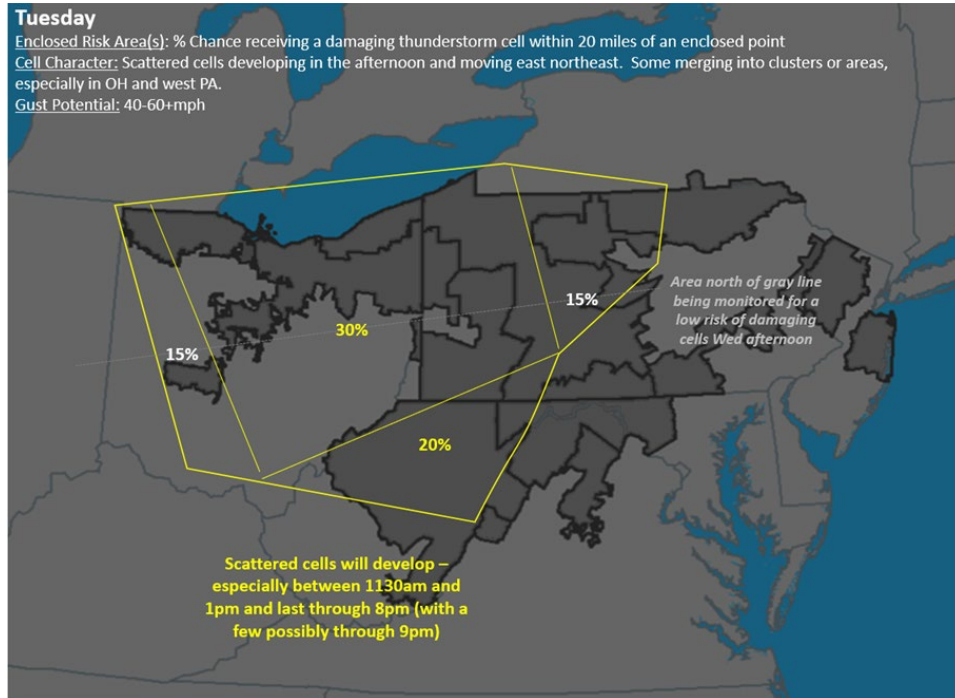 Tuesday
Enclosed Risk Area(s): % Chance receiving a damaging thunderstorm cell within 20 miles of an enclosed point
Cell Character: Scattered cells developing in the afternoon and moving east northeast.  Some merging into clusters or areas,
especially in OH and west PA.
Gust Potential: 40-60+mph
Area north of gray line
being monitored for a
low risk of damaging
cells Wed afternoon
15%
30%
15%
20%
Scattered cells will develop –
especially between 1130am and
1pm and last through 8pm (with a
few possibly through 9pm)